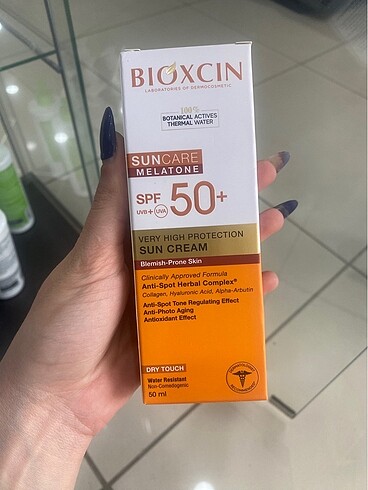 BIOXCIN
LABORATORIES OF DERMOCOSMETIC
100%
BOTANICAL ACTIVES
THERMAL WATER
SUNCARE
MELATONE
SPF 50+
UVB + UVA
VERY HIGH PROTECTION
SUN CREAM
Blemish-Prone Skin
Clinically Approved Formula
Anti-Spot Herbal Complex®
Collagen, Hyaluronic Acid, Alpha-Arbutin
Anti-Spot Tone Regulating Effect
Anti-Photo Aging
Antioxidant Effect
DRY TOUCH
Water Resistant
Non-Comedogenic
50 ml
DERMATOLOGIST
RECOMMENDED